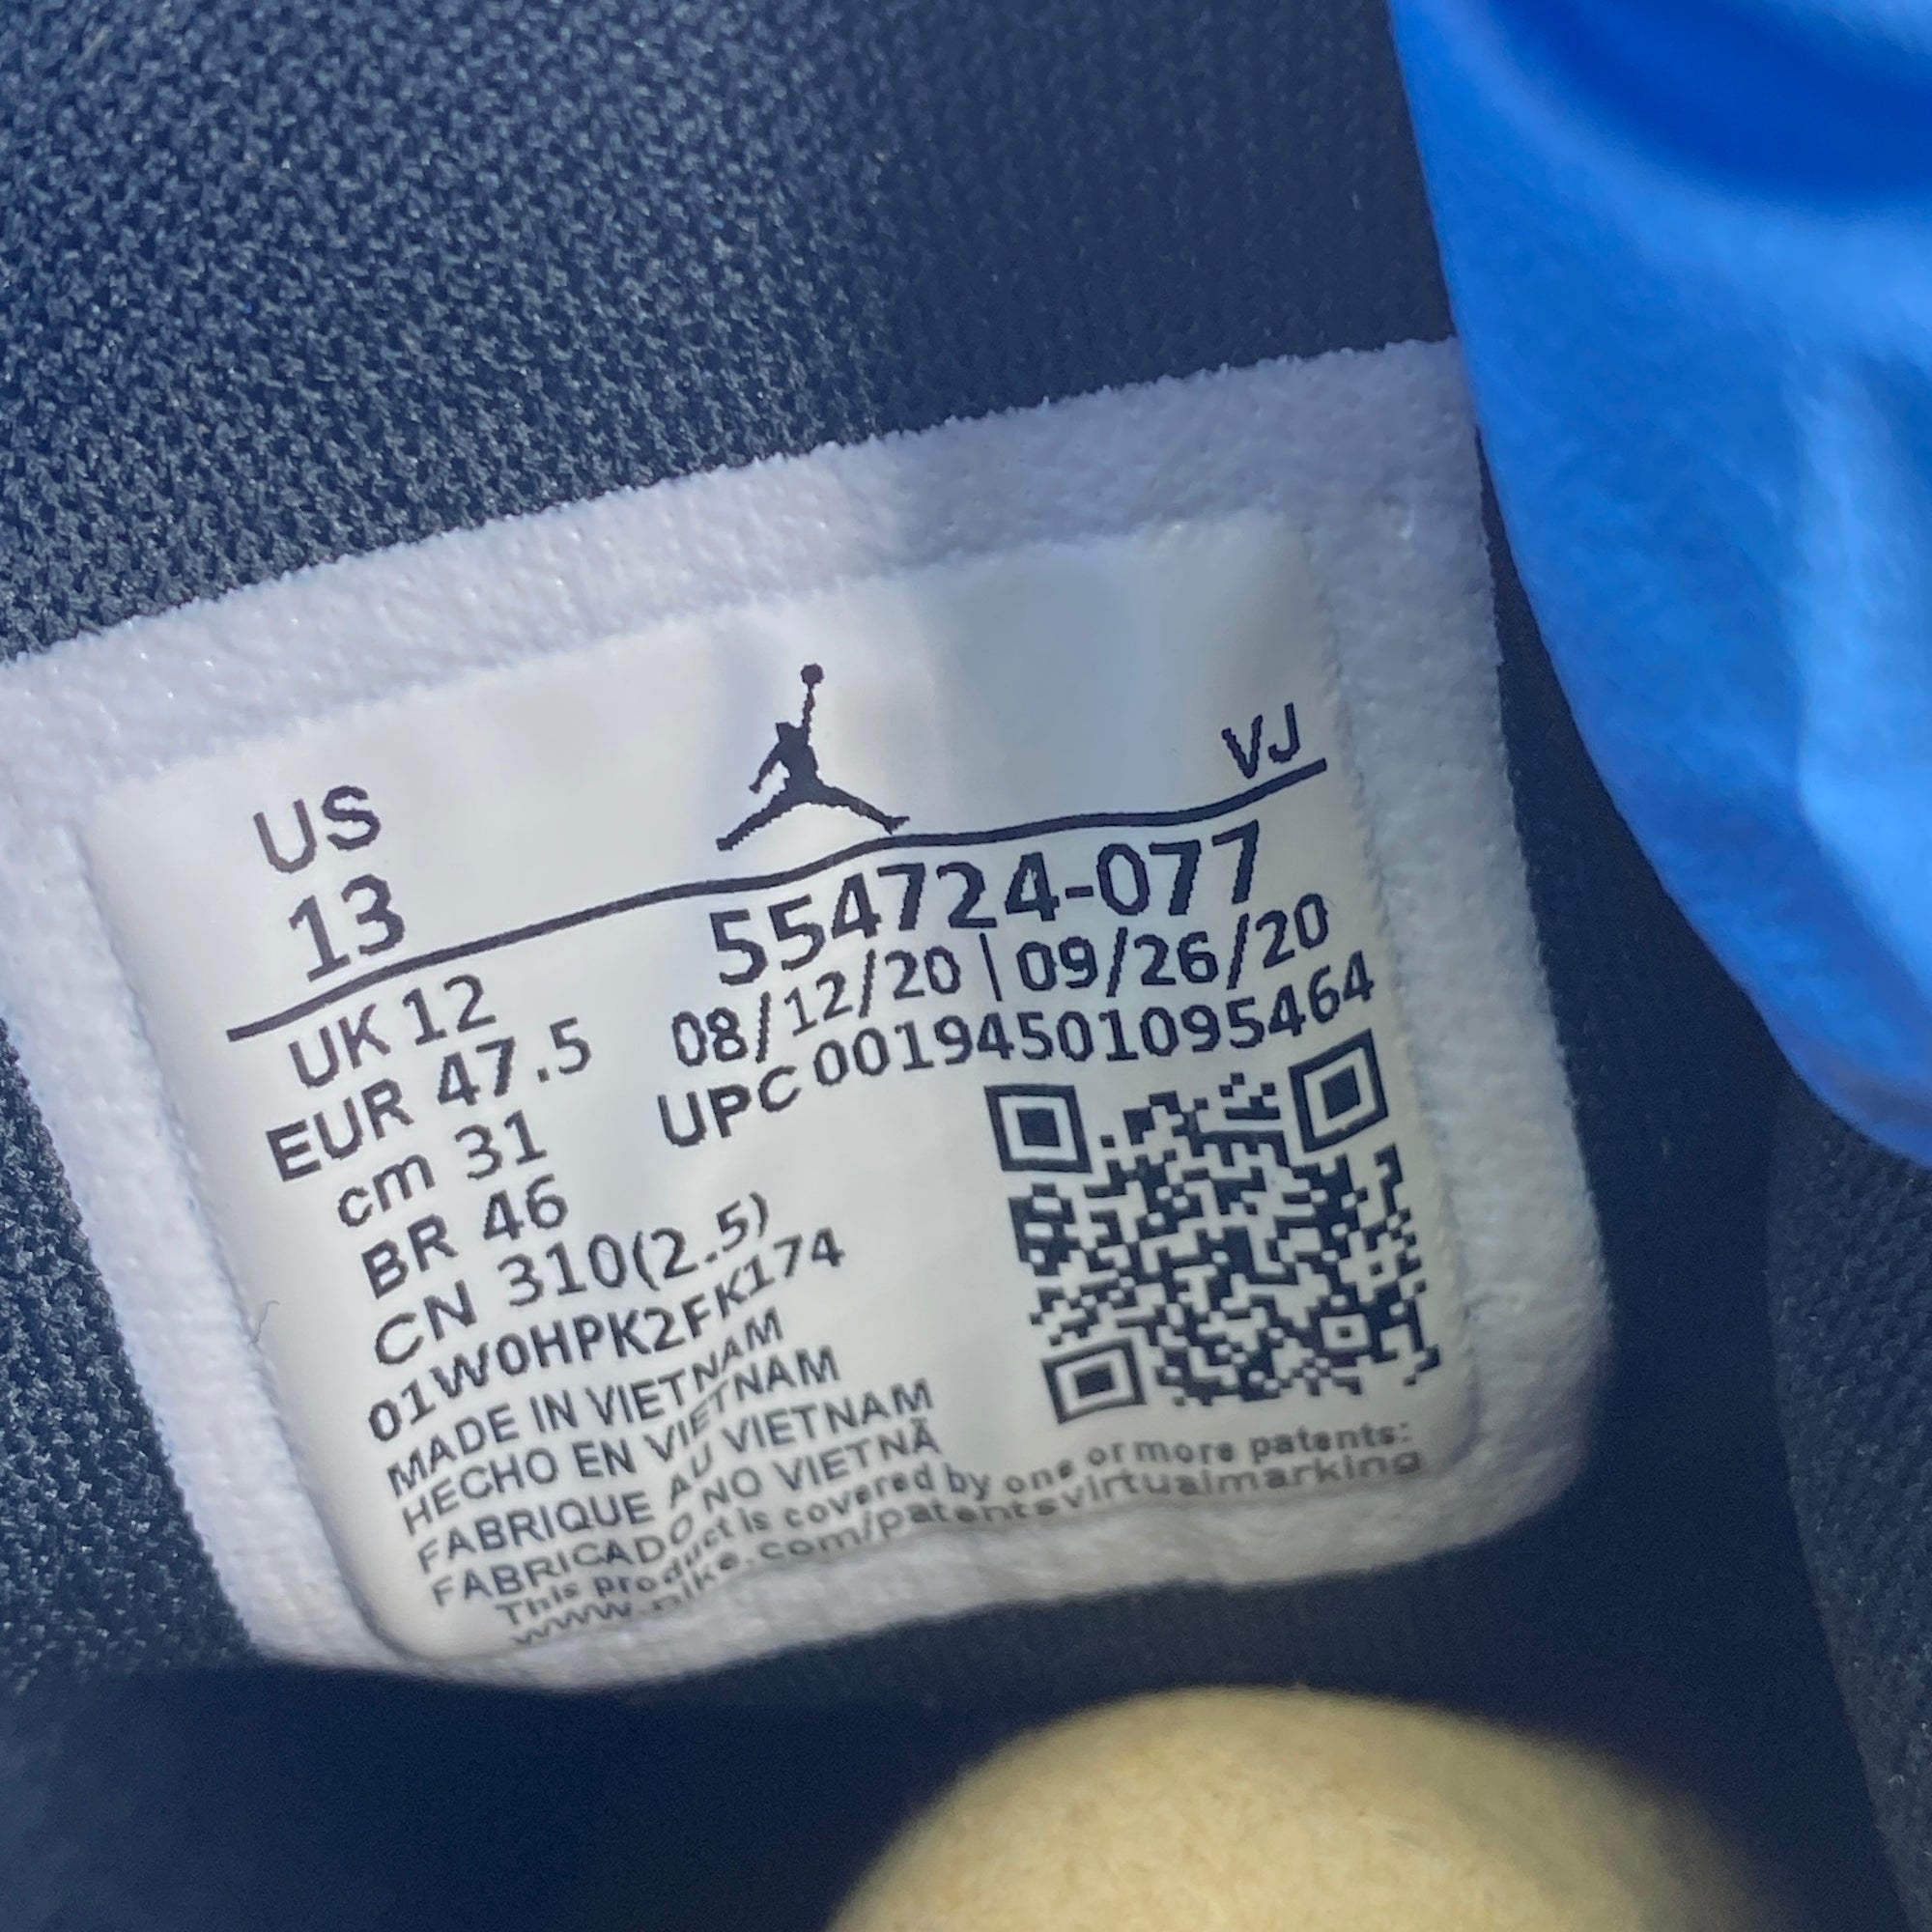 US
13
VJ
UK 12
EUR 47.5
cm 31
BR 46
CN 310(2.5)
01W0HPK2FK174
MADE IN VIETNAM
HECHO EN VIETNAM
FABRIQUE AU VIETNAM
FABRICADO NO VIETNÃ
554724-077
08/12/20 | 09/26/20
UPC 00194501095464
This product is covered by one or more patents:
www.nike.com/patentsvirtualmarking